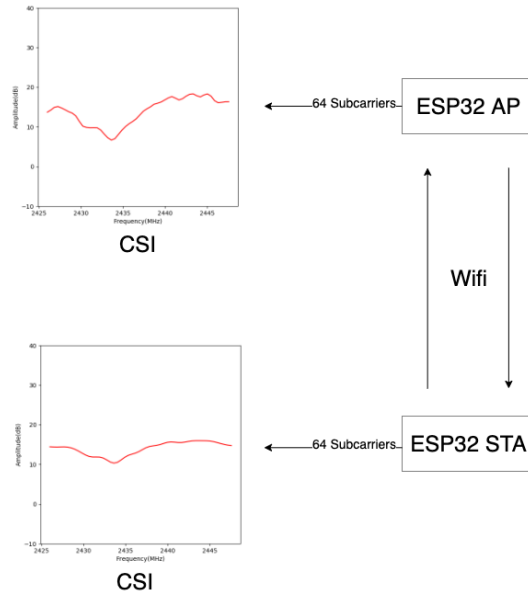 40
30
20
10
0
−10
2425
2430
2435
2440
2445
Amplitude(dB)
Frequency(MHz)
CSI
64 Subcarriers
ESP32 AP
Wifi
40
30
20
10
0
−10
2425
2430
2435
2440
2445
Amplitude(dB)
Frequency(MHz)
CSI
64 Subcarriers
ESP32 STA